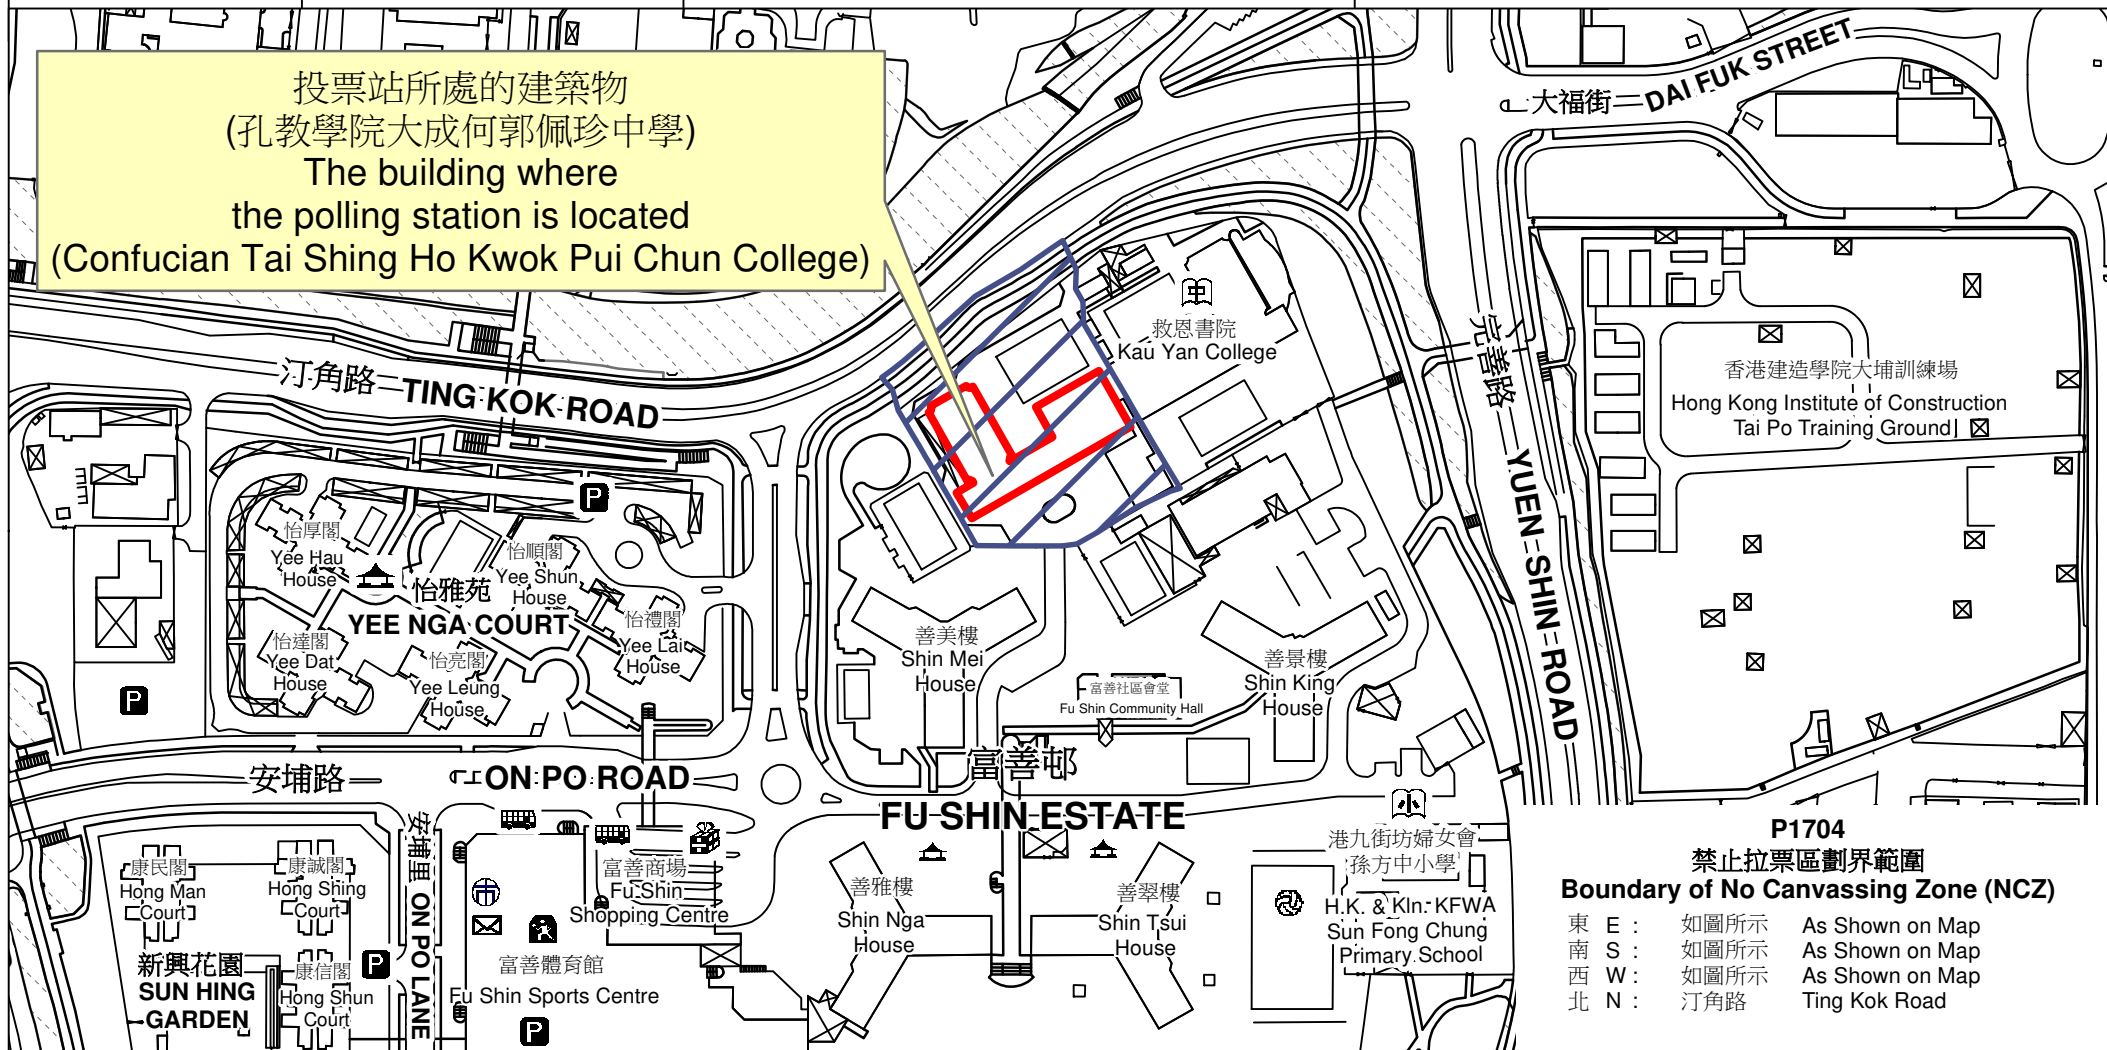 投票站所處的建築物
(孔教學院大成何郭佩珍中學)
The building where
the polling station is located
(Confucian Tai Shing Ho Kwok Pui Chun College)
大福街
DAI FUK STREET
救恩書院
Kau Yan College
汀角路
TING KOK ROAD
完善路
YUEN SHIN ROAD
香港建造學院大埔訓練場
Hong Kong Institute of Construction
Tai Po Training Ground
怡厚閣
Yee Hau
House
怡順閣
Yee Shun
House
怡雅苑
YEE NGA COURT
怡禮閣
Yee Lai
House
怡達閣
Yee Dat
House
怡亮閣
Yee Leung
House
P
P
善美樓
Shin Mei
House
善景樓
Shin King
House
富善社區會堂
Fu Shin Community Hall
富善邨
FU SHIN ESTATE
安埔路
ON PO ROAD
安埔里
ON PO LANE
康民閣
Hong Man
Court
康誠閣
Hong Shing
Court
新興花園
SUN HING
GARDEN
康信閣
Hong Shun
Court
P
富善商場
Fu Shin
Shopping Centre
富善體育館
Fu Shin Sports Centre
P
善雅樓
Shin Nga
House
善翠樓
Shin Tsui
House
中
小
港九街坊婦女會
孫方中小學
H.K. & Kln. KFWA
Sun Fong Chung
Primary School
P1704
禁止拉票區劃界範圍
Boundary of No Canvassing Zone (NCZ)
東 E : 如圖所示 As Shown on Map
南 S : 如圖所示 As Shown on Map
西 W : 如圖所示 As Shown on Map
北 N : 汀角路 Ting Kok Road